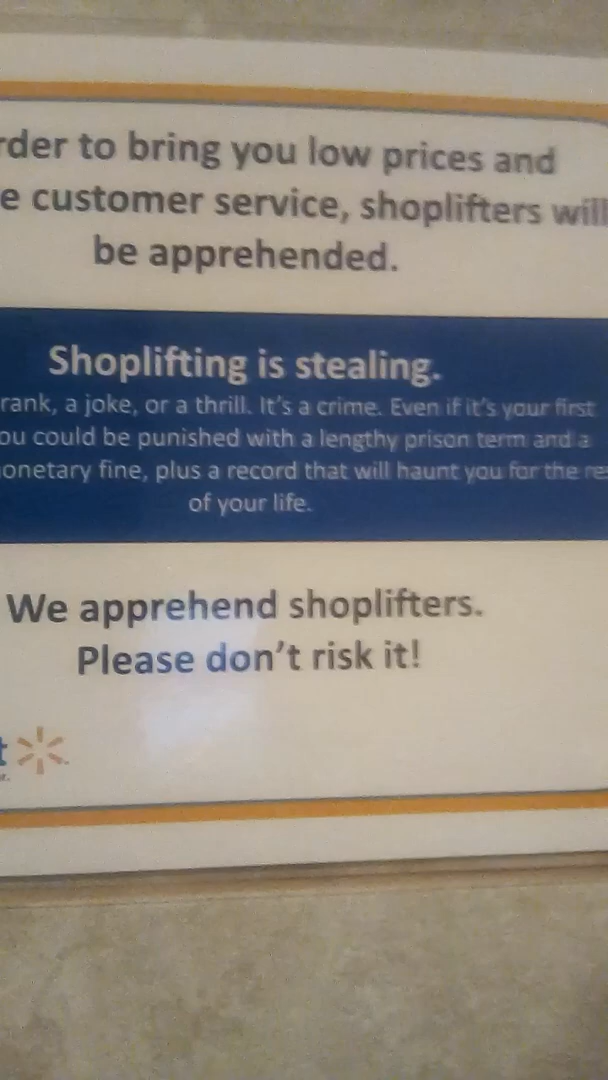 rder to bring you low prices and
e customer service, shoplifters will
be apprehended.
Shoplifting is stealing.
rank, a joke, or a thrill. It's a crime. Even if it's your first
ou could be punished with a lengthy prison term and a
onetary fine, plus a record that will haunt you for the re
of your life.
We apprehend shoplifters.
Please don't risk it!
t